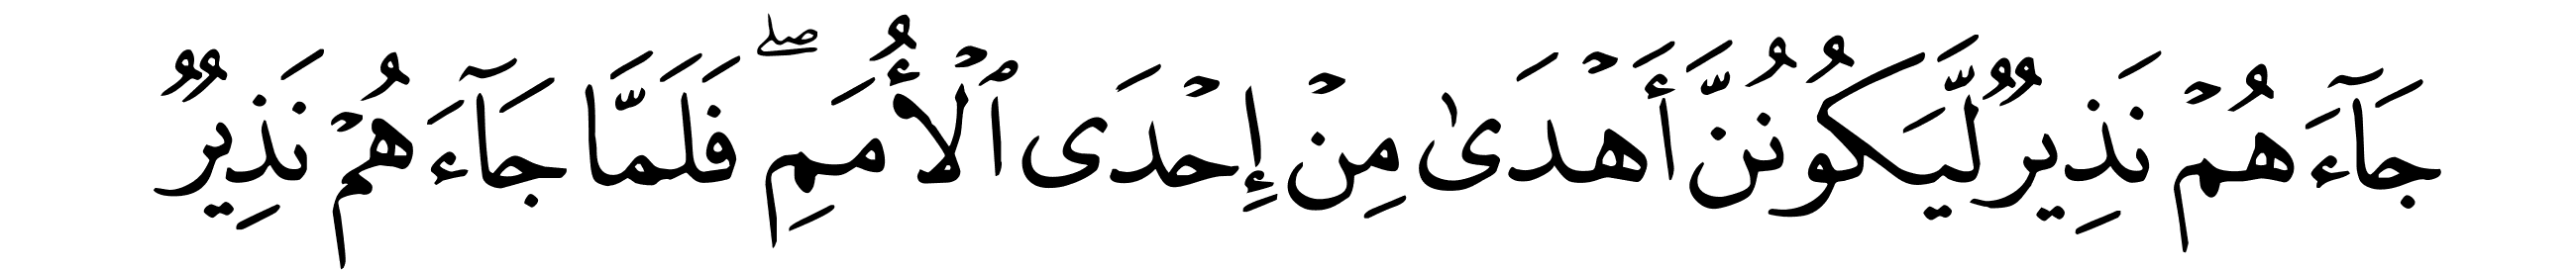 جَآءَهُمْ نَذِيرٌ لَّيَكُونُنَّ أَهْدَىٰ مِنْ إِحْدَى ٱلْأُمَمِ ۖ فَلَمَّا جَآءَهُمْ نَذِيرٌ